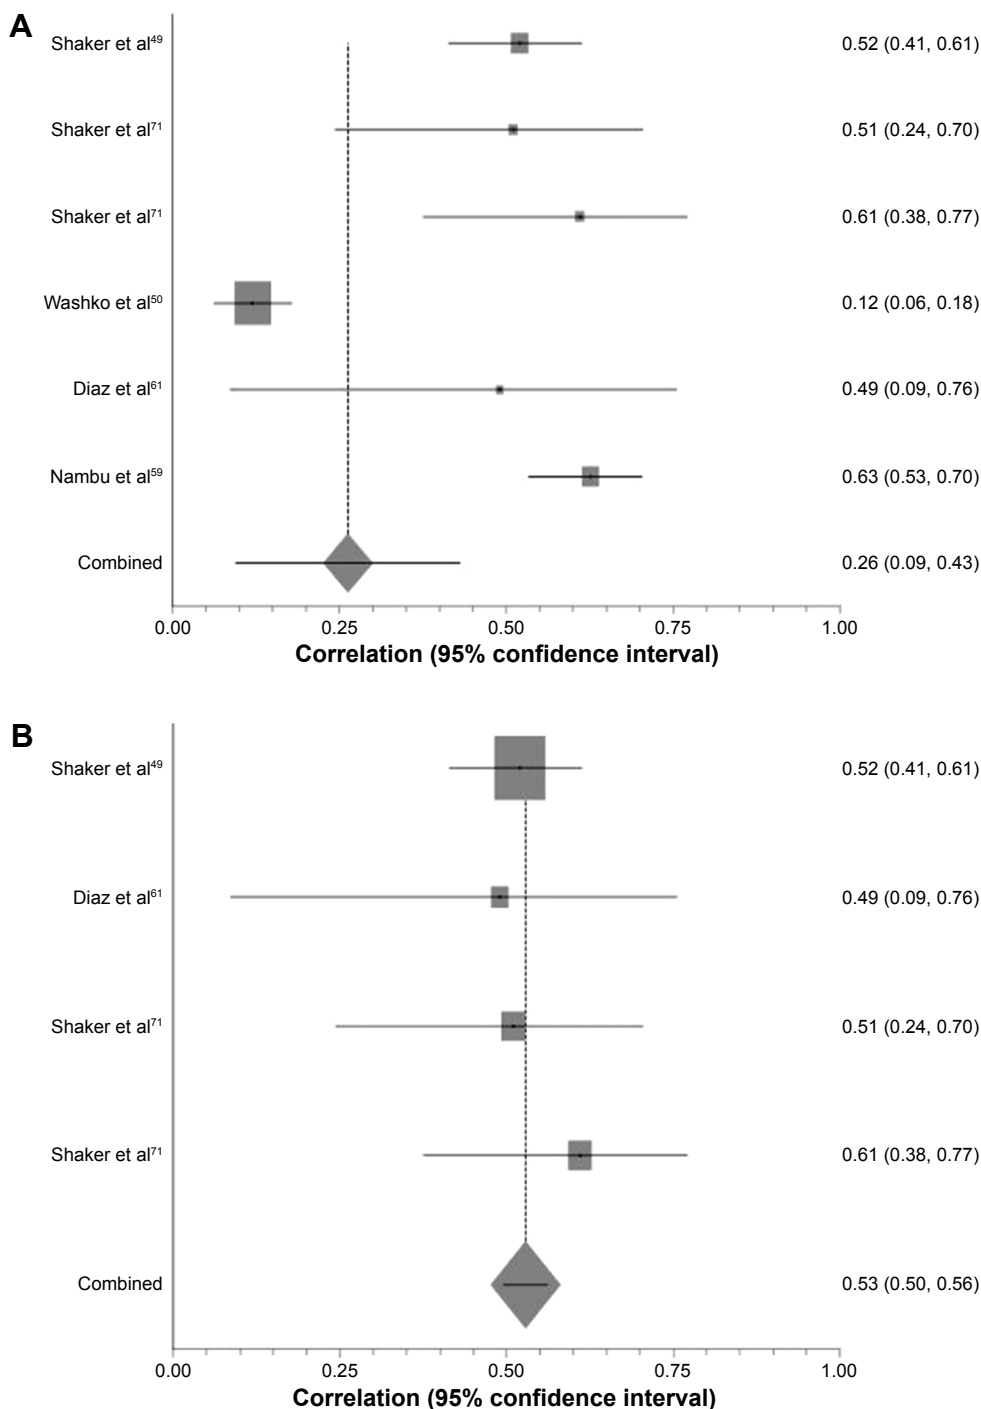 A
Shaker et al49 0.52 (0.41, 0.61)
Shaker et al71 0.51 (0.24, 0.70)
Shaker et al71 0.61 (0.38, 0.77)
Washko et al50 0.12 (0.06, 0.18)
Diaz et al61 0.49 (0.09, 0.76)
Nambu et al59 0.63 (0.53, 0.70)
Combined 0.26 (0.09, 0.43)
0.00 0.25 0.50 0.75 1.00
Correlation (95% confidence interval)
B
Shaker et al49 0.52 (0.41, 0.61)
Diaz et al61 0.49 (0.09, 0.76)
Shaker et al71 0.51 (0.24, 0.70)
Shaker et al71 0.61 (0.38, 0.77)
Combined 0.53 (0.50, 0.56)
0.00 0.25 0.50 0.75 1.00
Correlation (95% confidence interval)